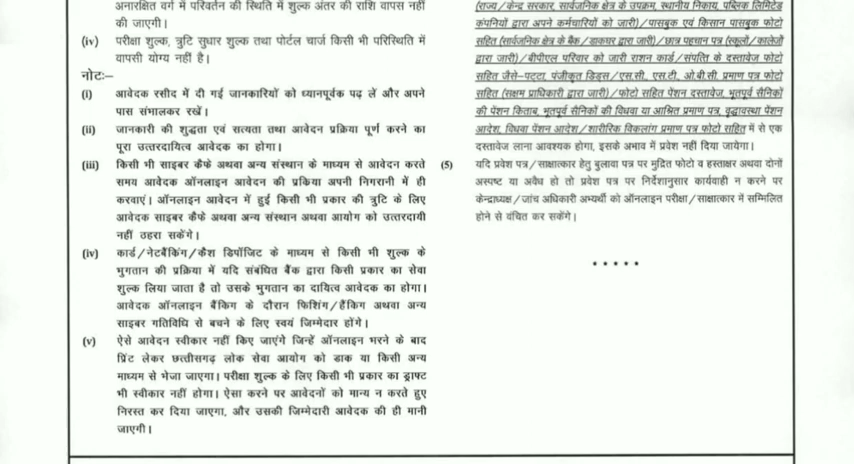 अनारक्षित वर्ग में परिवर्तन की स्थिति में शुल्क अंतर की राशि वापस नहीं
की जाएगी।
(iv) परीक्षा शुल्क, त्रुटि सुधार शुल्क तथा पोर्टल चार्ज किसी भी परिस्थिति में
वापसी योग्य नहीं है।
नोटः—
(i) आवेदक रसीद में दी गई जानकारियों को ध्यानपूर्वक पढ़ लें और अपने
पास संभालकर रखें।
(ii) जानकारी की शुद्धता एवं सत्यता तथा आवेदन प्रक्रिया पूर्ण करने का
पूरा उत्तरदायित्व आवेदक का होगा।
(iii) किसी भी साइबर कैफे अथवा अन्य संस्थान के माध्यम से आवेदन करते
समय आवेदक ऑनलाइन आवेदन की प्रकिया अपनी निगरानी में ही
करवाएं। ऑनलाइन आवेदन में हुई किसी भी प्रकार की त्रुटि के लिए
आवेदक साइबर कैफे अथवा अन्य संस्थान अथवा आयोग को उत्तरदायी
नहीं ठहरा सकेंगे।
(iv) कार्ड/नेटबैंकिंग/कैश डिपॉजिट के माध्यम से किसी भी शुल्क के
भुगतान की प्रक्रिया में यदि संबंधित बैंक द्वारा किसी प्रकार का सेवा
शुल्क लिया जाता है तो उसके भुगतान का दायित्व आवेदक का होगा।
आवेदक ऑनलाइन बैंकिग के दौरान फिशिंग/हैंकिग अथवा अन्य
साइबर गतिविधि से बचने के लिए स्वयं जिम्मेदार होंगे।
(v) ऐसे आवेदन स्वीकार नहीं किए जाएंगे जिन्हें ऑनलाइन भरने के बाद
प्रिंट लेकर छत्तीसगढ़ लोक सेवा आयोग को डाक या किसी अन्य
माध्यम से भेजा जाएगा। परीक्षा शुल्क के लिए किसी भी प्रकार का ड्राफ्ट
भी स्वीकार नहीं होगा। ऐसा करने पर आवेदनों को मान्य न करते हुए
निरस्त कर दिया जाएगा, और उसकी जिम्मेदारी आवेदक की ही मानी
जाएगी।
(राज्य/केन्द्र सरकार, सार्वजनिक क्षेत्र के उपक्रम, स्थानीय निकाय, पब्लिक लिमिटेड
कंपनियों द्वारा अपने कर्मचारियों को जारी)/पासबुक एवं किसान पासबुक फोटो
सहित (सार्वजनिक क्षेत्र के बैंक/डाकघर द्वारा जारी)/छात्र पहचान पत्र (स्कूलों/कालेजों
द्वारा जारी)/बीपीएल परिवार को जारी राशन कार्ड/संपत्ति के दस्तावेज फोटो
सहित जैसे–पटटा, पंजीकृत डिड्स/एस.सी., एस.टी., ओ.बी.सी. प्रमाण पत्र फोटो
सहित (सक्षम प्राधिकारी द्वारा जारी)/फोटो सहित पेंशन दस्तावेज, भूतपूर्व सैनिकों
की पेंशन किताब, भूतपूर्व सैनिकों की विधवा या आश्रित प्रमाण पत्र, वृद्धावस्था पेंशन
आदेश, विधवा पेंशन आदेश/शारीरिक विकलांग प्रमाण पत्र फोटो सहित में से एक
दस्तावेज लाना आवश्यक होगा, इसके अभाव में प्रवेश नहीं दिया जायेगा।
(5) यदि प्रवेश पत्र/साक्षात्कार हेतु बुलावा पत्र पर मुद्रित फोटो व हस्ताक्षर अथवा दोनों
अस्पष्ट या अवैध हो तो प्रवेश पत्र पर निर्देशानुसार कार्यवाही न करने पर
केन्द्राध्यक्ष/जांच अधिकारी अभ्यर्थी को ऑनलाइन परीक्षा/साक्षात्कार में सम्मिलित
होने से वंचित कर सकेंगे।
*****